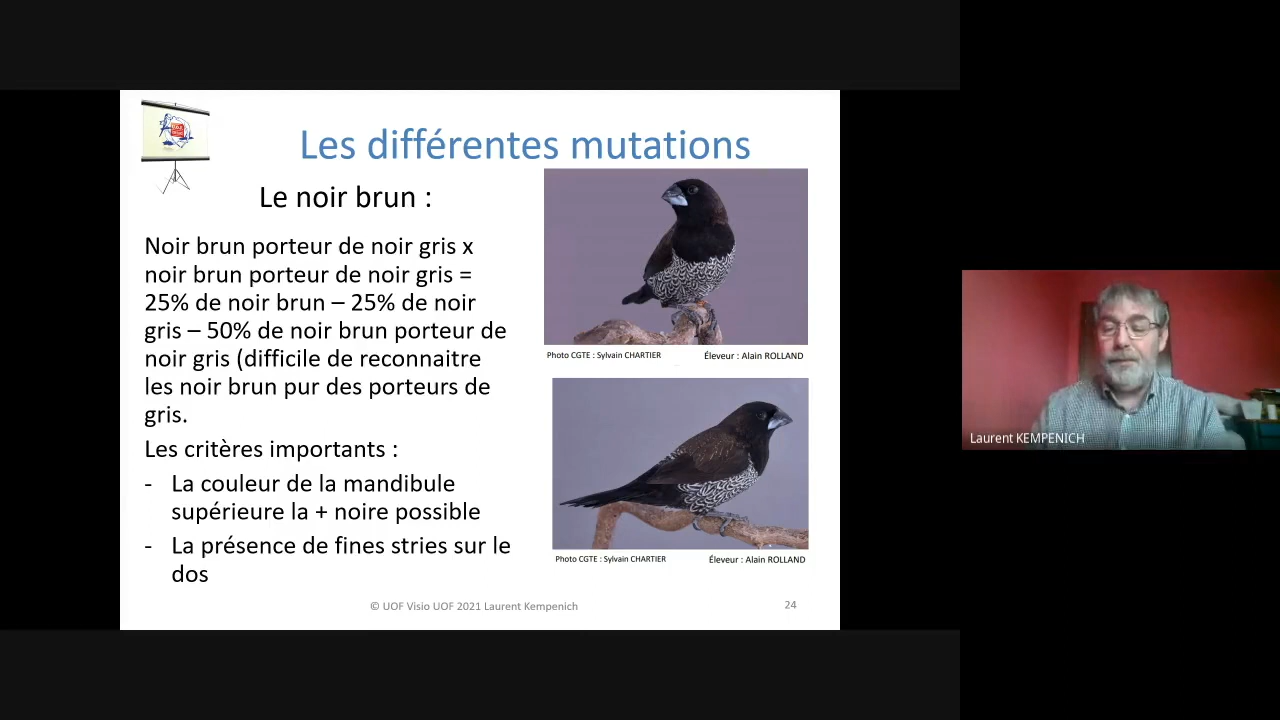 Les différentes mutations
Le noir brun :
Noir brun porteur de noir gris x
noir brun porteur de noir gris =
25% de noir brun – 25% de noir
gris – 50% de noir brun porteur de
noir gris (difficile de reconnaitre
les noir brun pur des porteurs de
gris.
Les critères importants :
- La couleur de la mandibule
supérieure la + noire possible
- La présence de fines stries sur le
dos
Photo CGTE : Sylvain CHARTIER
Éleveur : Alain ROLLAND
Photo CGTE : Sylvain CHARTIER
Éleveur : Alain ROLLAND
© UOF Visio UOF 2021 Laurent Kempenich
24
Laurent KEMPENICH